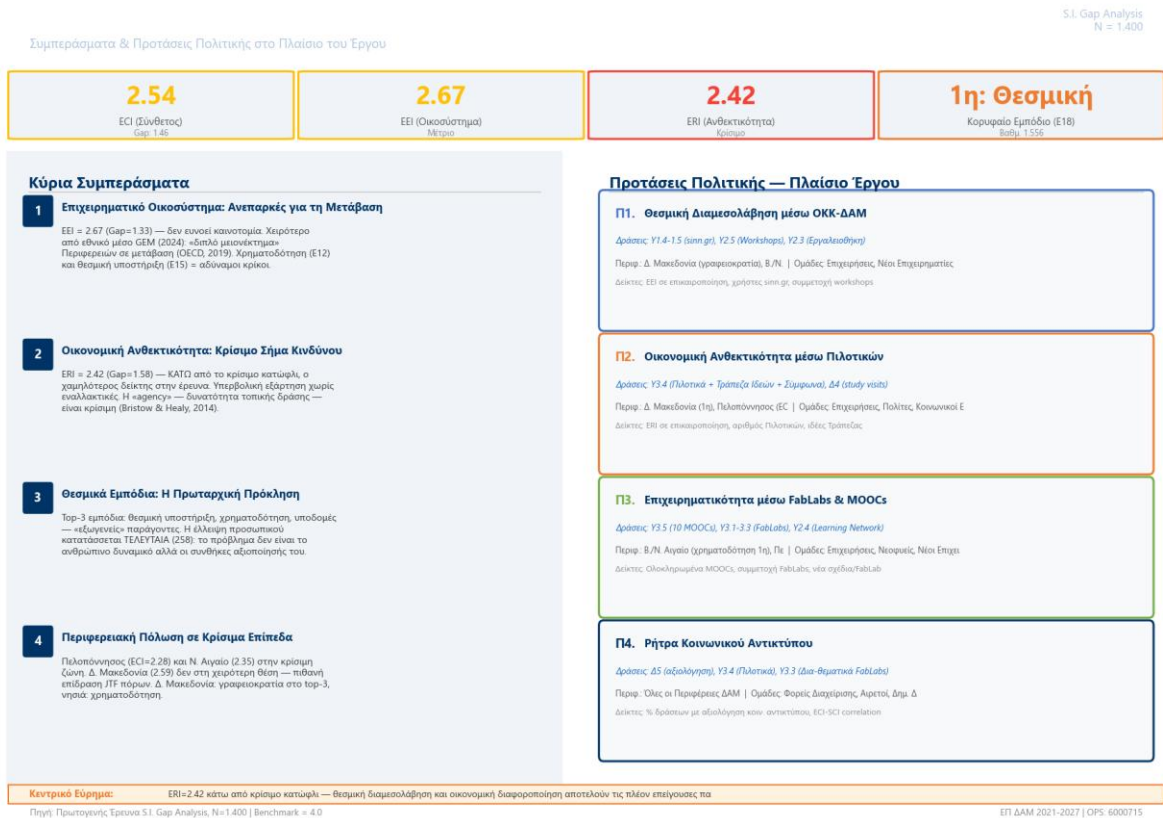 S.I. Gap Analysis
N = 1.400
Συμπεράσματα & Προτάσεις Πολιτικής στο Πλαίσιο του Έργου
2.54
ECI (Σύνθετος)
Gap: 1.46
2.67
EEI (Οικοσύστημα)
Μέτριο
2.42
ERI (Ανθεκτικότητα)
Κρίσιμο
1η: Θεσμική
Κορυφαίο Εμπόδιο (E18)
Βαθμ. 1.556
Κύρια Συμπεράσματα
1
Επιχειρηματικό Οικοσύστημα: Ανεπαρκές για τη Μετάβαση
EEI = 2.67 (Gap=1.33) — δεν ευνοεί καινοτομία. Χειρότερο
από εθνικό μέσο GEM (2024): «διπλό μειονέκτημα»
Περιφερειών σε μετάβαση (OECD, 2019). Χρηματοδότηση (E12)
και θεσμική υποστήριξη (E15) = αδύναμοι κρίκοι.
2
Οικονομική Ανθεκτικότητα: Κρίσιμο Σήμα Κινδύνου
ERI = 2.42 (Gap=1.58) — ΚΑΤΩ από το κρίσιμο κατώφλι, ο
χαμηλότερος δείκτης στην έρευνα. Υπερβολική εξάρτηση χωρίς
εναλλακτικές. Η «agency» — δυνατότητα τοπικής δράσης —
είναι κρίσιμη (Bristow & Healy, 2014).
3
Θεσμικά Εμπόδια: Η Πρωταρχική Πρόκληση
Top-3 εμπόδια: θεσμική υποστήριξη, χρηματοδότηση, υποδομές
— «εξωγενείς» παράγοντες. Η έλλειψη προσωπικού
κατατάσσεται ΤΕΛΕΥΤΑΙΑ (258): το πρόβλημα δεν είναι το
ανθρώπινο δυναμικό αλλά οι συνθήκες αξιοποίησής του.
4
Περιφερειακή Πόλωση σε Κρίσιμα Επίπεδα
Πελοπόννησος (ECI=2.28) και Ν. Αιγαίο (2.35) στην κρίσιμη
ζώνη. Δ. Μακεδονία (2.59) δεν στη χειρότερη θέση — πιθανή
επίδραση JTF πόρων. Δ. Μακεδονία: γραφειοκρατία στο top-3,
νησιά: χρηματοδότηση.
Προτάσεις Πολιτικής — Πλαίσιο Έργου
Π1. Θεσμική Διαμεσολάβηση μέσω ΟΚΚ-ΔΑΜ
Δράσεις: Υ1.4-1.5 (sinn.gr), Υ2.5 (Workshops), Υ2.3 (Εργαλειοθήκη)
Περιφ.: Δ. Μακεδονία (γραφειοκρατία), Β./Ν. | Ομάδες: Επιχειρήσεις, Νέοι Επιχειρηματίες
Δείκτες: EEI σε επικαιροποίηση, χρήστες sinn.gr, συμμετοχή workshops
Π2. Οικονομική Ανθεκτικότητα μέσω Πιλοτικών
Δράσεις: Υ3.4 (Πιλοτικά + Τράπεζα Ιδεών + Σύμφωνα), Δ4 (study visits)
Περιφ.: Δ. Μακεδονία (1η), Πελοπόννησος (EC | Ομάδες: Επιχειρήσεις, Πολίτες, Κοινωνικοί Ε
Δείκτες: ERI σε επικαιροποίηση, αριθμός Πιλοτικών, ιδέες Τράπεζας
Π3. Επιχειρηματικότητα μέσω FabLabs & MOOCs
Δράσεις: Υ3.5 (10 MOOCs), Υ3.1-3.3 (FabLabs), Υ2.4 (Learning Network)
Περιφ.: Β./Ν. Αιγαίο (χρηματοδότηση 1η), Πε | Ομάδες: Επιχειρήσεις, Νεοφυείς, Νέοι Επιχει
Δείκτες: Ολοκληρωμένα MOOCs, συμμετοχή FabLabs, νέα σχέδια/FabLab
Π4. Ρήτρα Κοινωνικού Αντικτύπου
Δράσεις: Δ5 (αξιολόγηση), Υ3.4 (Πιλοτικά), Υ3.3 (Δια-θεματικά FabLabs)
Περιφ.: Όλες οι Περιφέρειες ΔΑΜ | Ομάδες: Φορείς Διαχείρισης, Αιρετοί, Δημ. Δ
Δείκτες: % δράσεων με αξιολόγηση κοιν. αντικτύπου, ECI-SCI correlation
Κεντρικό Εύρημα: ERI=2.42 κάτω από κρίσιμο κατώφλι — θεσμική διαμεσολάβηση και οικονομική διαφοροποίηση αποτελούν τις πλέον επείγουσες πα
Πηγή: Πρωτογενής Έρευνα S.I. Gap Analysis, N=1.400 | Benchmark = 4.0
ΕΠ ΔΑΜ 2021-2027 | OPS: 6000715